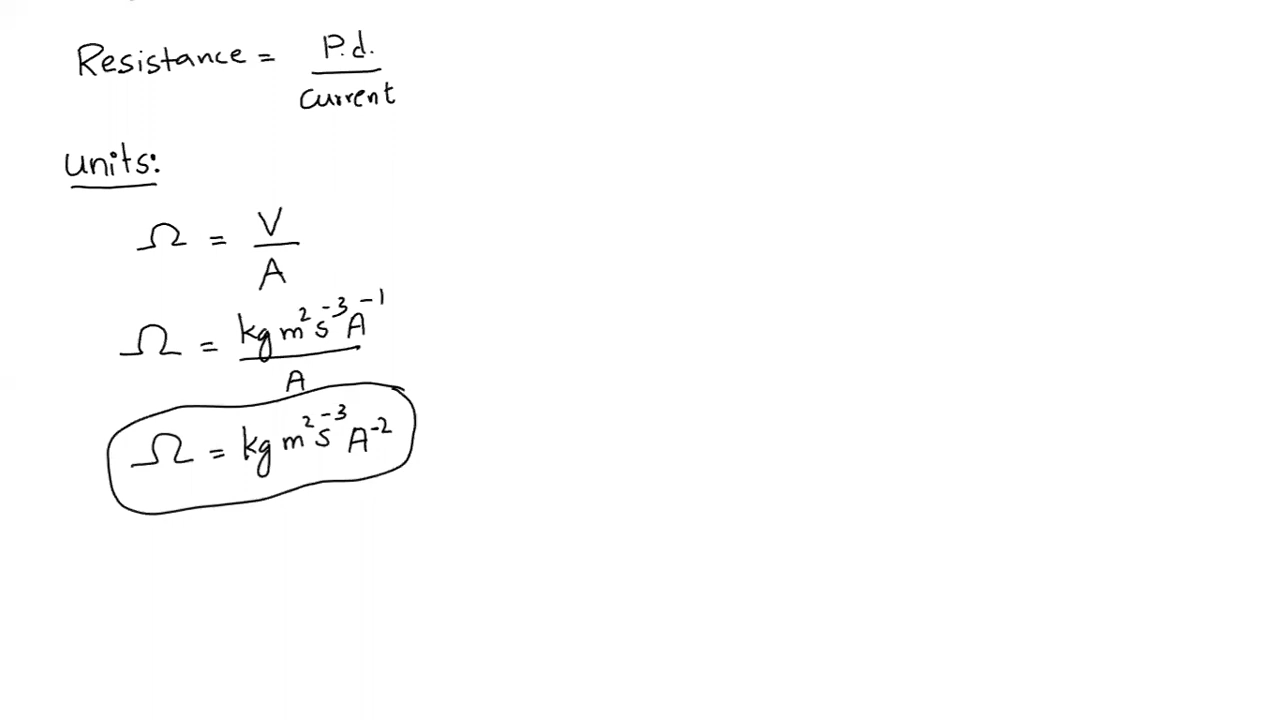 Resistance = P.d. / current
units:
Ω = V / A
Ω = kg m² s⁻³ A⁻¹ / A
Ω = kg m² s⁻³ A⁻²